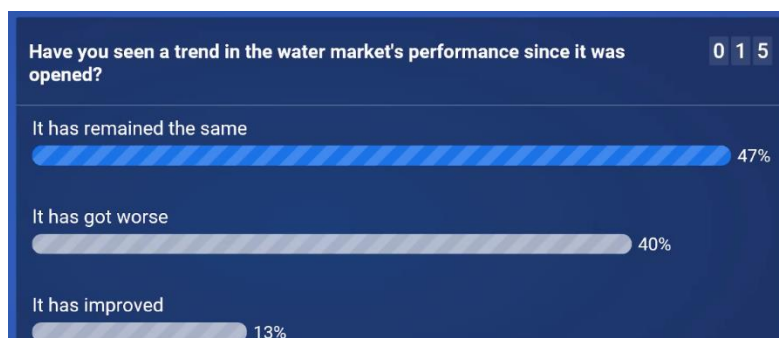 Have you seen a trend in the water market's performance since it was
opened?
0 1 5
It has remained the same
47%
It has got worse
40%
It has improved
13%